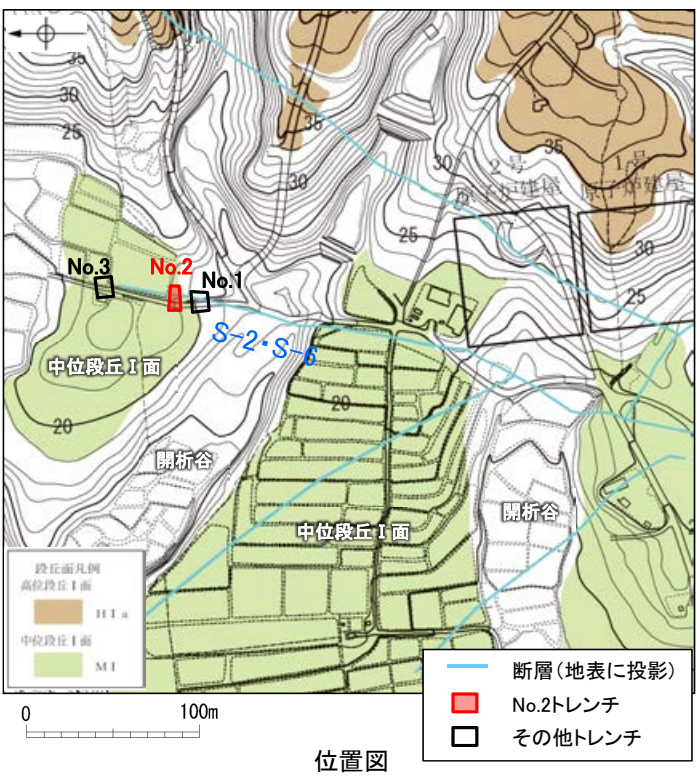 35
30
25
35
30
25
30
35
2号
原子炉建屋
1号
原子炉建屋
30
25
No.3
No.2
No.1
S-2・S-6
中位段丘Ⅰ面
20
20
開析谷
中位段丘Ⅰ面
開析谷
段丘面凡例
高位段丘Ⅰ面
HⅠa
中位段丘Ⅰ面
MⅠ
断層(地表に投影)
No.2トレンチ
その他トレンチ
0 100m
位置図